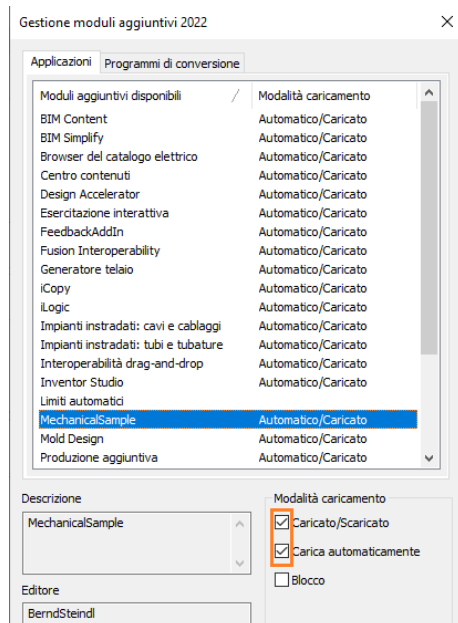 Gestione moduli aggiuntivi 2022
Applicazioni Programmi di conversione
Moduli aggiuntivi disponibili Modalità caricamento
BIM Content Automatico/Caricato
BIM Simplify Automatico/Caricato
Browser del catalogo elettrico Automatico/Caricato
Centro contenuti Automatico/Caricato
Design Accelerator Automatico/Caricato
Esercitazione interattiva Automatico/Caricato
FeedbackAddIn Automatico/Caricato
Fusion Interoperability Automatico/Caricato
Generatore telaio Automatico/Caricato
iCopy Automatico/Caricato
iLogic Automatico/Caricato
Impianti instradati: cavi e cablaggi Automatico/Caricato
Impianti instradati: tubi e tubature Automatico/Caricato
Interoperabilità drag-and-drop Automatico/Caricato
Inventor Studio Automatico/Caricato
Limiti automatici
MechanicalSample Automatico/Caricato
Mold Design Automatico/Caricato
Produzione aggiuntiva Automatico/Caricato
Descrizione Modalità caricamento
MechanicalSample Caricato/Scaricato
Carica automaticamente
Blocco
Editore
BerndSteindl